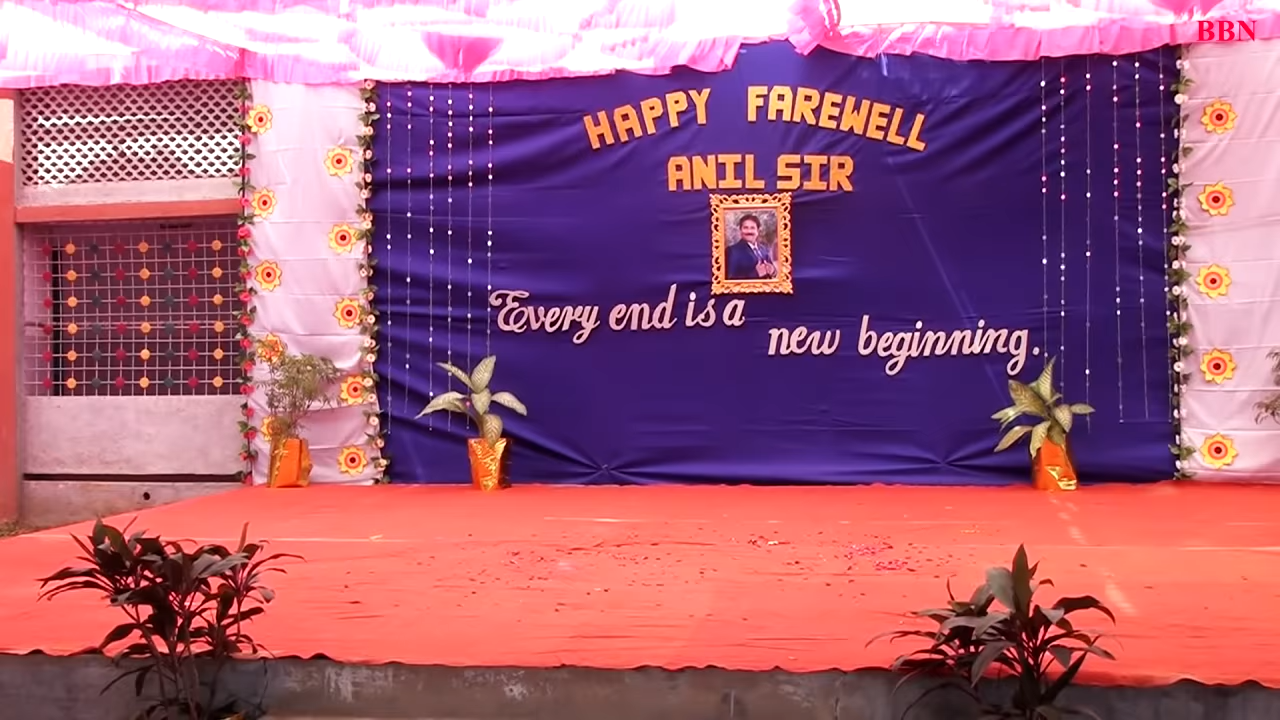 BBN
HAPPY FAREWELL
ANIL SIR
Every end is a
new beginning.